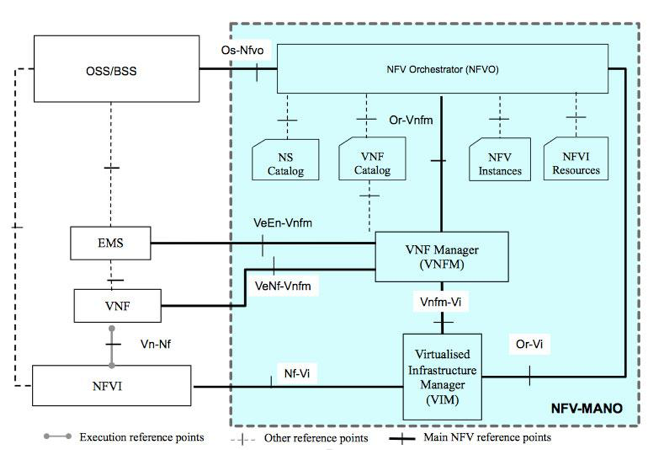 Os-Nfvo
OSS/BSS
NFV Orchestrator (NFVO)
Or-Vnfm
NS
Catalog
VNF
Catalog
NFV
Instances
NFVI
Resources
VeEn-Vnfm
EMS
VNF Manager
(VNFM)
VeNf-Vnfm
VNF
Vnfm-Vi
Vn-Nf
Virtualised
Infrastructure
Manager
(VIM)
Or-Vi
Nf-Vi
NFVI
NFV-MANO
Execution reference points
Other reference points
Main NFV reference points